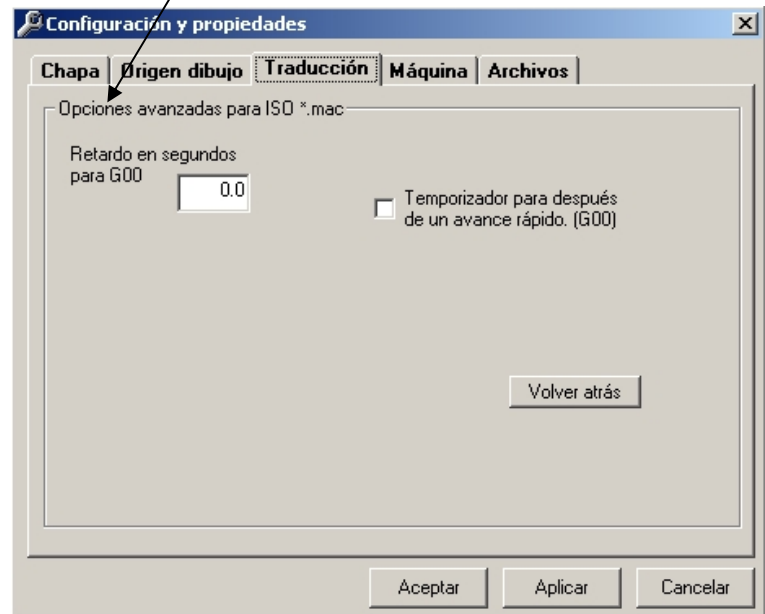 Configuración y propiedades
Chapa Origen dibujo Traducción Máquina Archivos
Opciones avanzadas para ISO *.mac
Retardo en segundos
para G00
0.0
Temporizador para después
de un avance rápido. (G00)
Volver atrás
Aceptar Aplicar Cancelar